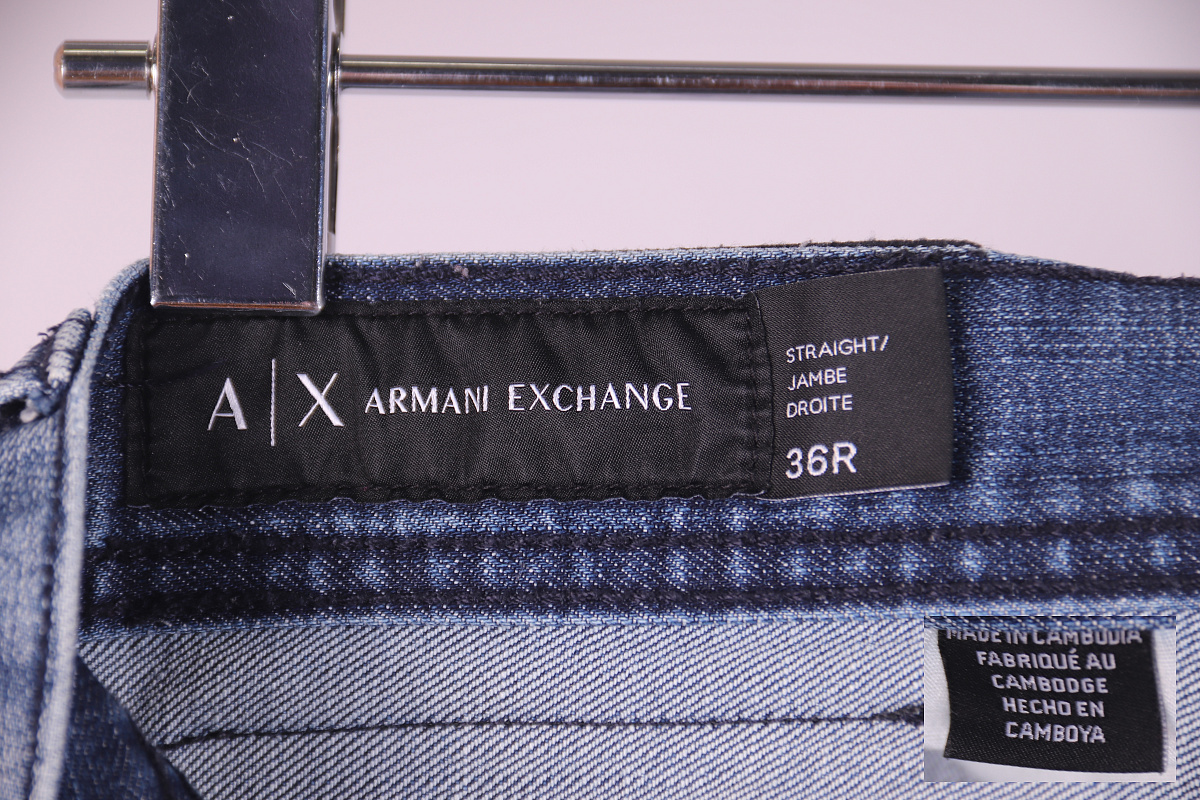 A|X ARMANI EXCHANGE
STRAIGHT/
JAMBE
DROITE
36R
MADE IN CAMBODIA
FABRIQUÉ AU
CAMBODGE
HECHO EN
CAMBOYA